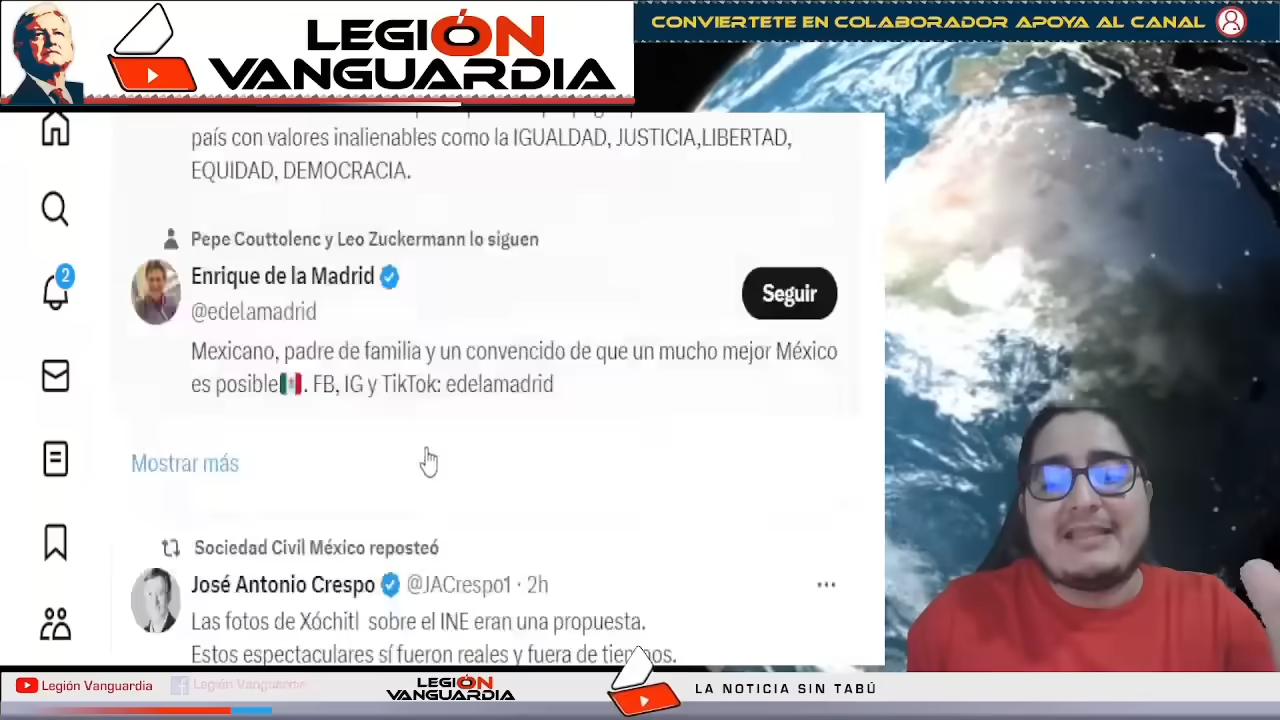 LEGIÓN
VANGUARDIA
CONVIERTETE EN COLABORADOR APOYA AL CANAL
país con valores inalienables como la IGUALDAD, JUSTICIA,LIBERTAD,
EQUIDAD, DEMOCRACIA.
Pepe Couttolenc y Leo Zuckermann lo siguen
Enrique de la Madrid
@edelamadrid
Seguir
Mexicano, padre de familia y un convencido de que un mucho mejor México
es posible🇲🇽. FB, IG y TikTok: edelamadrid
Mostrar más
2
Sociedad Civil México reposteó
José Antonio Crespo @JACrespo1 · 2h
Las fotos de Xóchitl sobre el INE eran una propuesta.
Estos espectaculares sí fueron reales y fuera de tiempos.
Legión Vanguardia
Legión Vanguardia
LEGIÓN
VANGUARDIA
LA NOTICIA SIN TABÚ